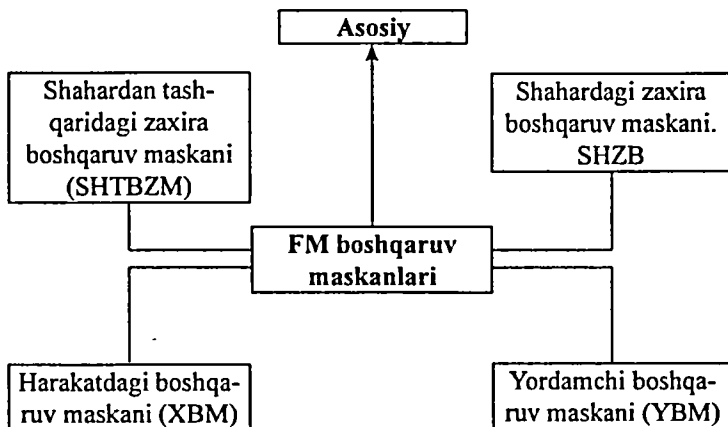 Asosiy
Shahardan tash-
qaridagi zaxira
boshqaruv maskani
(SHTBZM)
Shahardagi zaxira
boshqaruv maskani.
SHZB
FM boshqaruv
maskanlari
Harakatdagi boshqa-
ruv maskani (XBM)
Yordamchi boshqa-
ruv maskani (YBM)